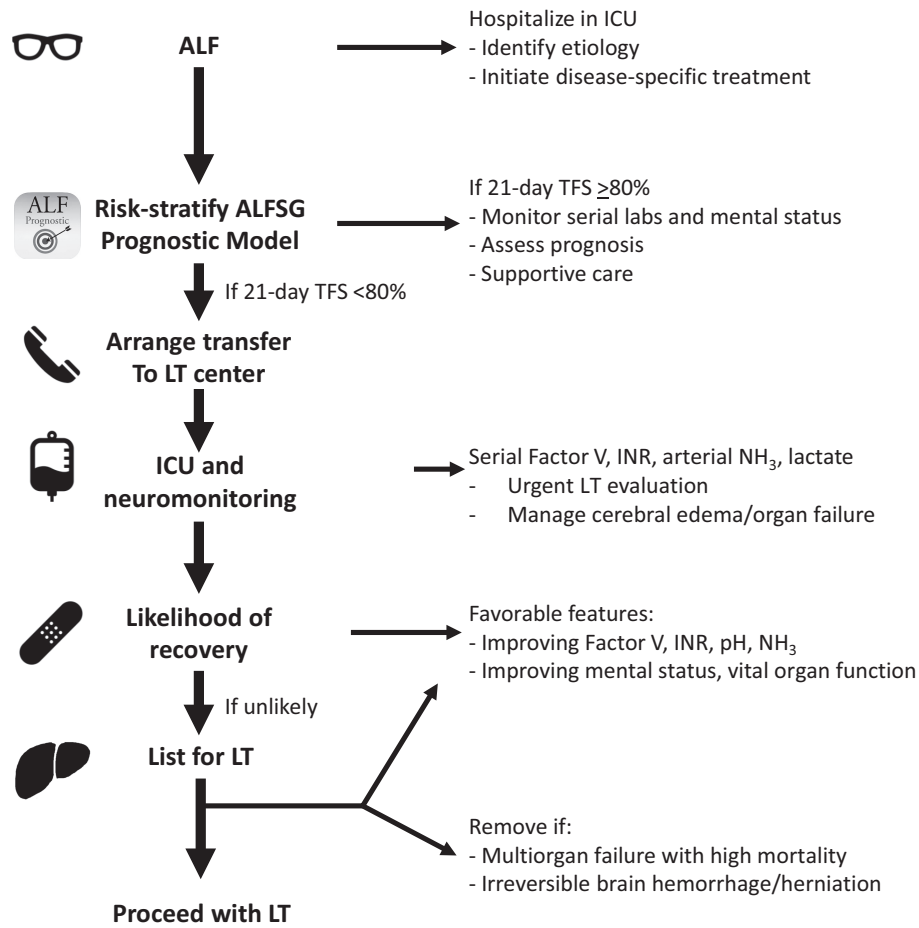 ALF
Hospitalize in ICU
- Identify etiology
- Initiate disease-specific treatment
ALF
Prognostic
Risk-stratify ALFSG
Prognostic Model
If 21-day TFS ≥80%
- Monitor serial labs and mental status
- Assess prognosis
- Supportive care
If 21-day TFS <80%
Arrange transfer
To LT center
ICU and
neuromonitoring
Serial Factor V, INR, arterial NH₃, lactate
- Urgent LT evaluation
- Manage cerebral edema/organ failure
Likelihood of
recovery
Favorable features:
- Improving Factor V, INR, pH, NH₃
- Improving mental status, vital organ function
If unlikely
List for LT
Remove if:
- Multiorgan failure with high mortality
- Irreversible brain hemorrhage/herniation
Proceed with LT